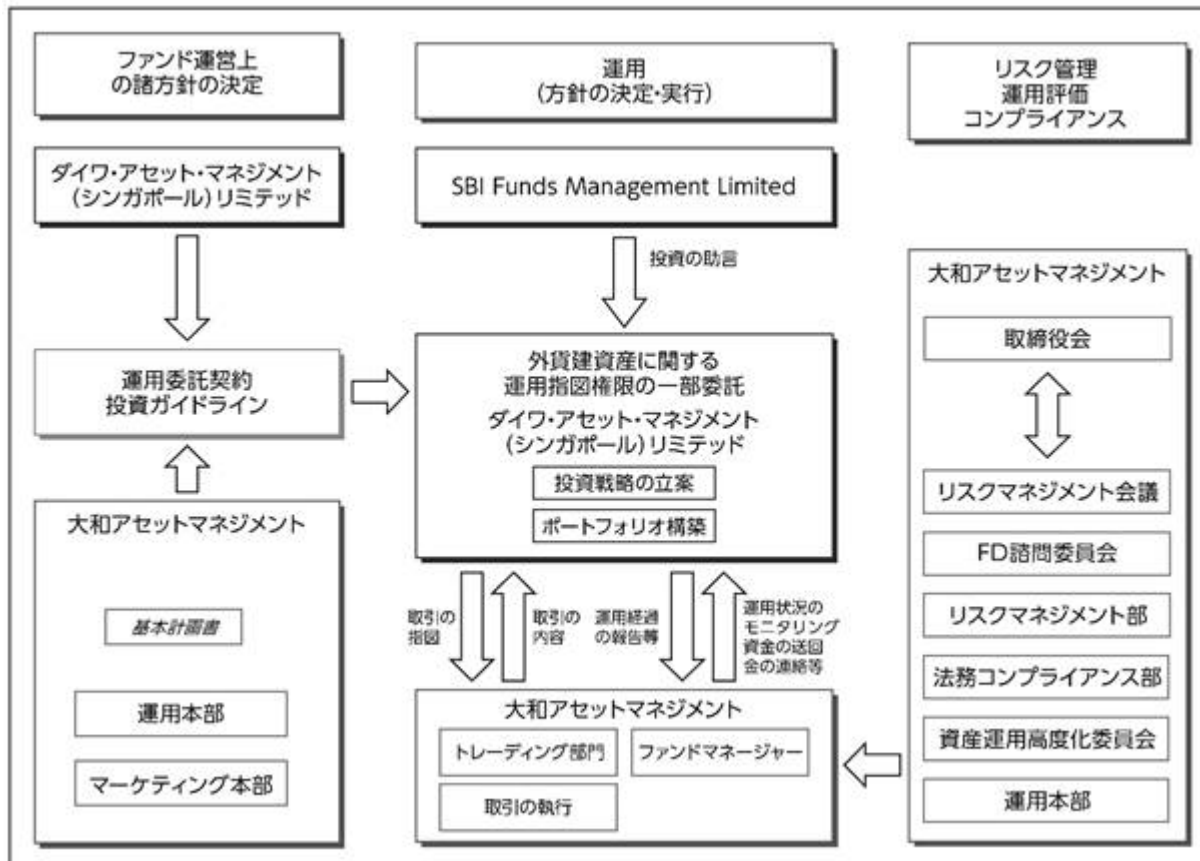 ファンド運営上
の諸方針の決定
運用
(方針の決定・実行)
リスク管理
運用評価
コンプライアンス
ダイワ・アセット・マネジメント
(シンガポール)リミテッド
SBI Funds Management Limited
投資の助言
運用委託契約
投資ガイドライン
外貨建資産に関する
運用指図権限の一部委託
ダイワ・アセット・マネジメント
(シンガポール)リミテッド
投資戦略の立案
ポートフォリオ構築
大和アセットマネジメント
基本計画書
運用本部
マーケティング本部
取引の
指図
取引の
内容
運用経過
の報告等
運用状況の
モニタリング
資金の送回
金の連絡等
大和アセットマネジメント
トレーディング部門
ファンドマネージャー
取引の執行
大和アセットマネジメント
取締役会
リスクマネジメント会議
FD諮問委員会
リスクマネジメント部
法務コンプライアンス部
資産運用高度化委員会
運用本部